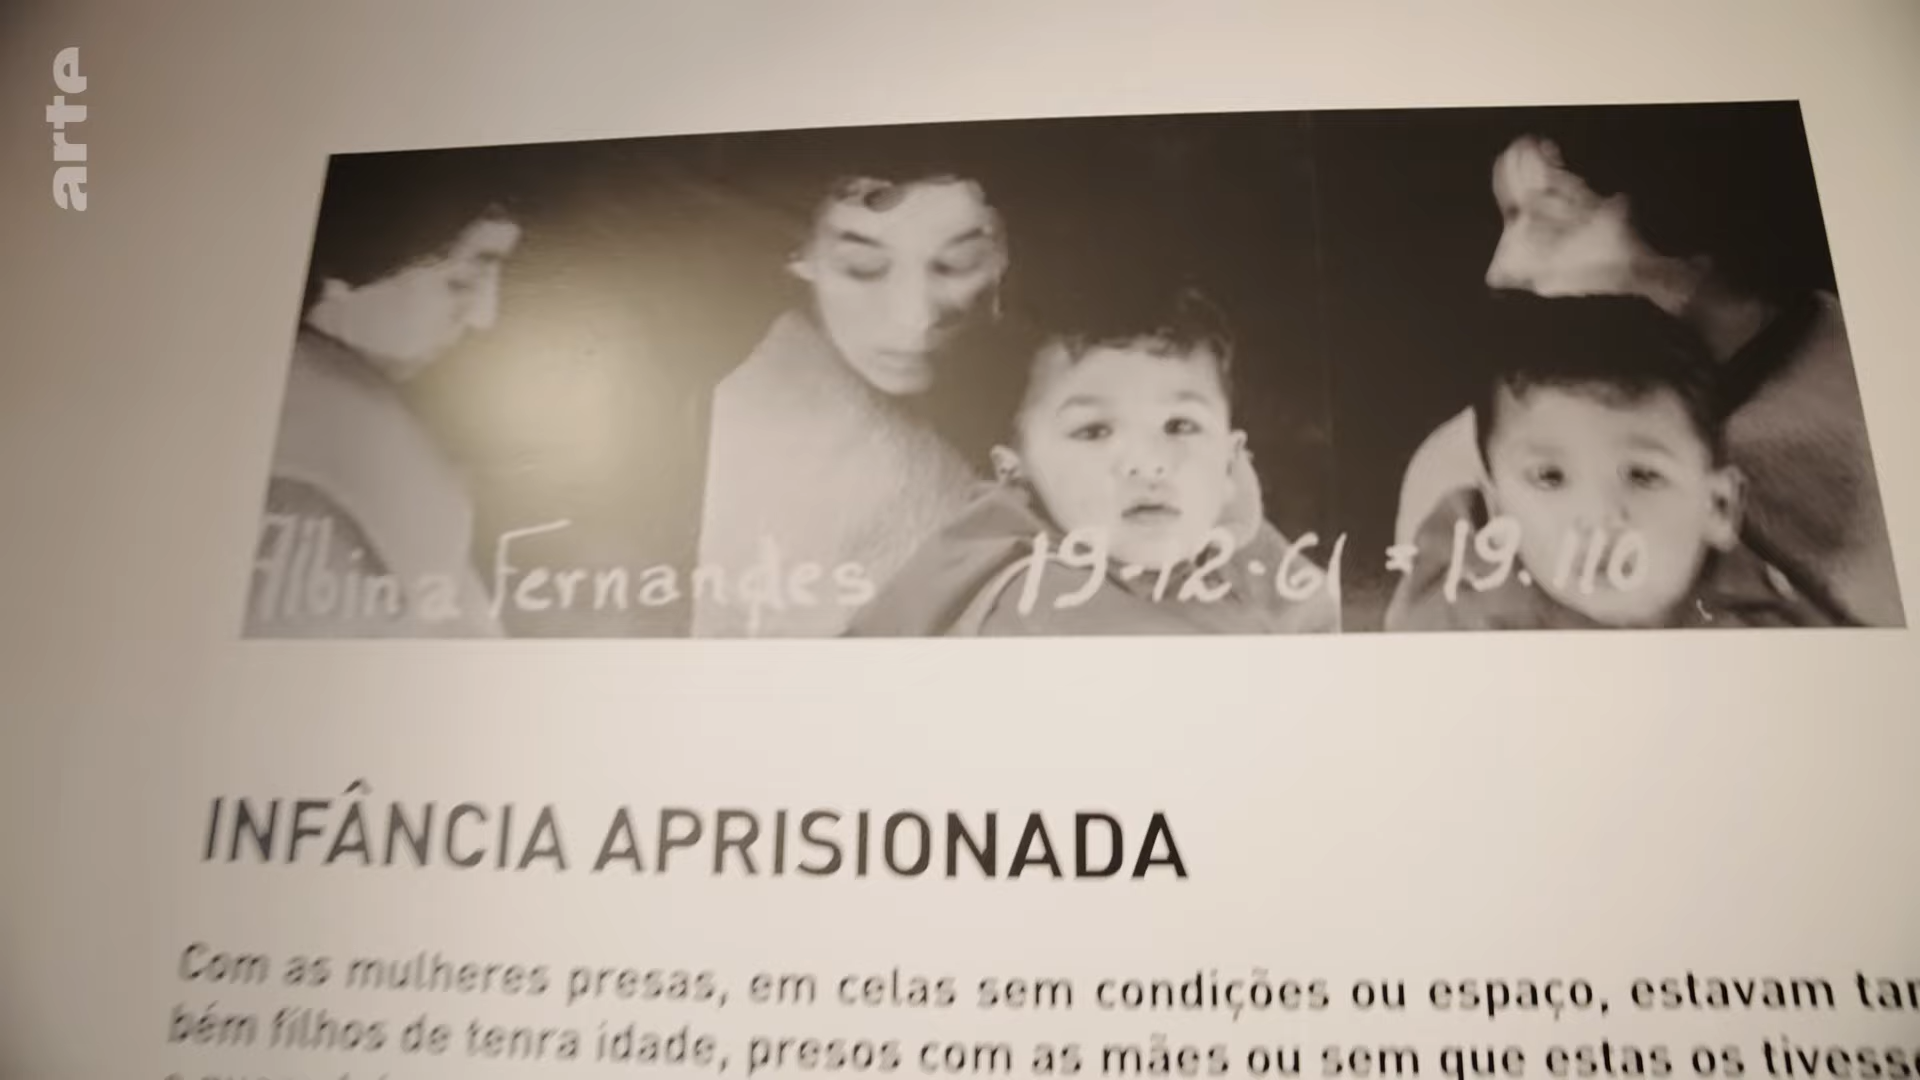 arte
Albina Fernandes 19.12.61 = 19.110
INFÂNCIA APRISIONADA
Com as mulheres presas, em celas sem condições ou espaço, estavam tam
bém filhos de tenra idade, presos com as mães ou sem que estas os tivesse